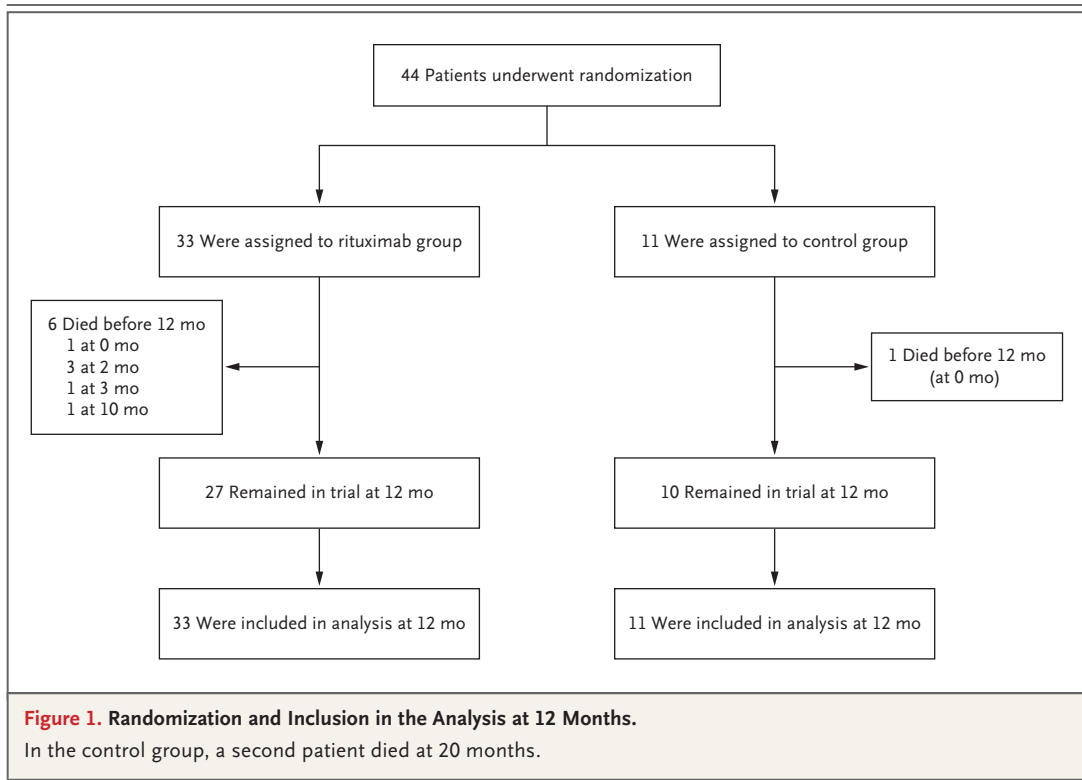 44 Patients underwent randomization
33 Were assigned to rituximab group
11 Were assigned to control group
6 Died before 12 mo
1 at 0 mo
3 at 2 mo
1 at 3 mo
1 at 10 mo
1 Died before 12 mo
(at 0 mo)
27 Remained in trial at 12 mo
10 Remained in trial at 12 mo
33 Were included in analysis at 12 mo
11 Were included in analysis at 12 mo
Figure 1. Randomization and Inclusion in the Analysis at 12 Months.
In the control group, a second patient died at 20 months.